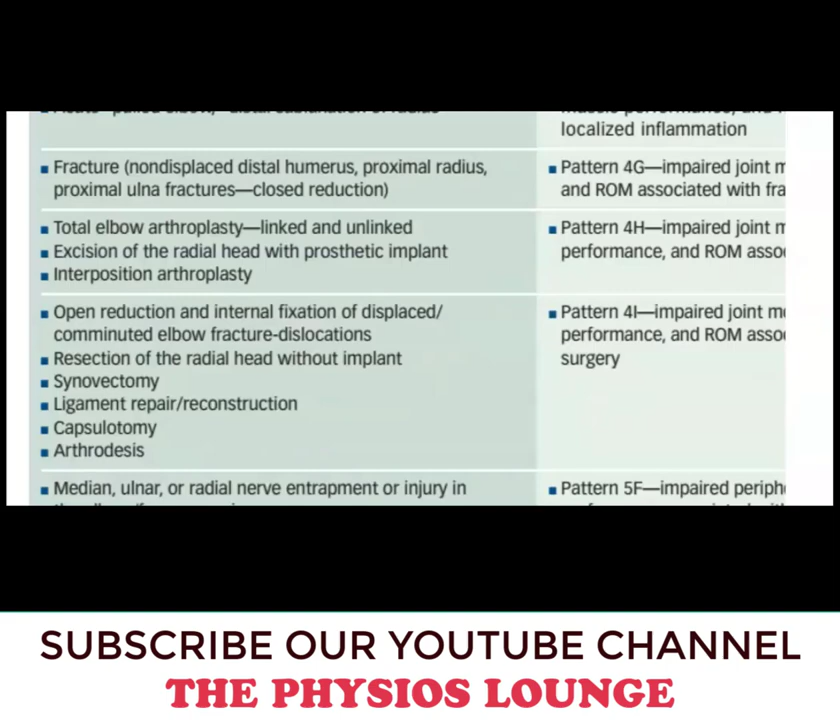 localized inflammation
▪ Fracture (nondisplaced distal humerus, proximal radius,
proximal ulna fractures—closed reduction)
▪ Pattern 4G—impaired joint m
and ROM associated with fra
▪ Total elbow arthroplasty—linked and unlinked
▪ Excision of the radial head with prosthetic implant
▪ Interposition arthroplasty
▪ Pattern 4H—impaired joint m
performance, and ROM asso
▪ Open reduction and internal fixation of displaced/
comminuted elbow fracture-dislocations
▪ Resection of the radial head without implant
▪ Synovectomy
▪ Ligament repair/reconstruction
▪ Capsulotomy
▪ Arthrodesis
▪ Pattern 4I—impaired joint m
performance, and ROM asso
surgery
▪ Median, ulnar, or radial nerve entrapment or injury in
▪ Pattern 5F—impaired periph
SUBSCRIBE OUR YOUTUBE CHANNEL
THE PHYSIOS LOUNGE